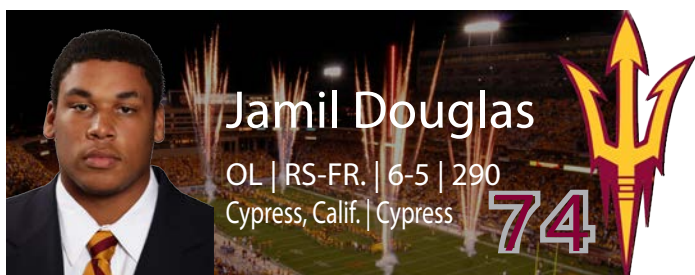 Jamil Douglas
OL | RS-FR. | 6-5 | 290
Cypress, Calif. | Cypress
74